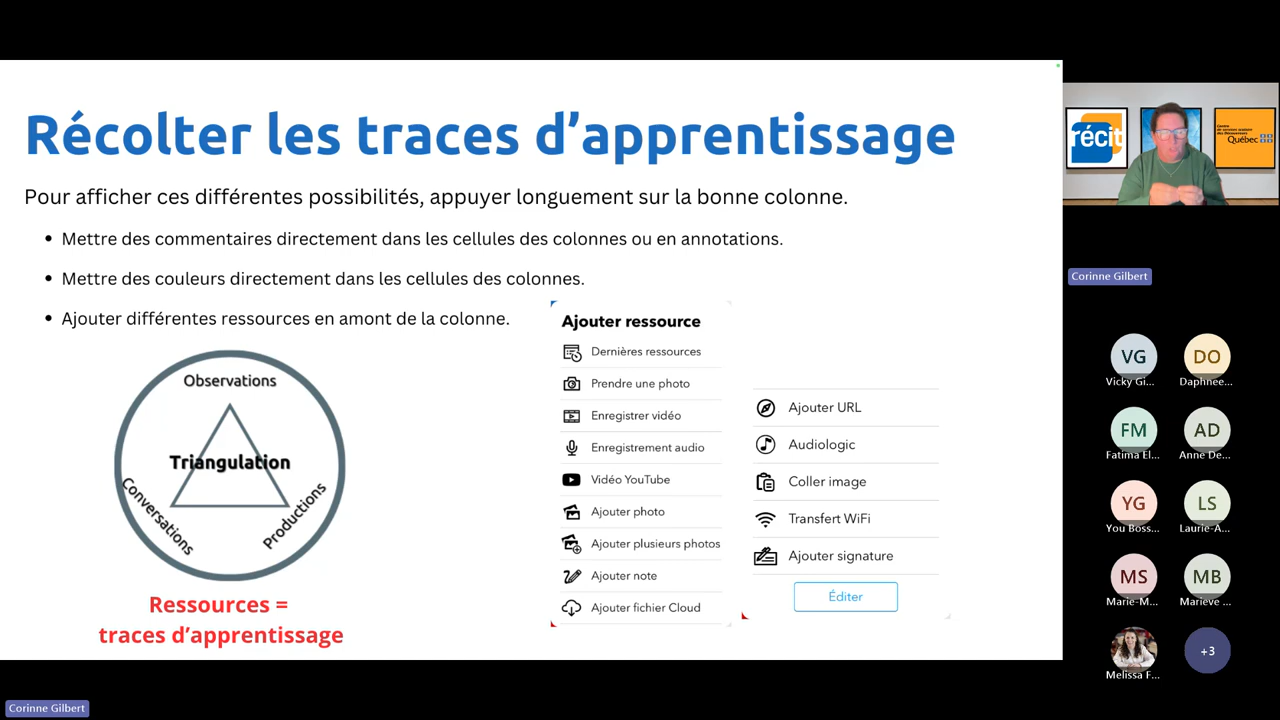 Récolter les traces d'apprentissage
Pour afficher ces différentes possibilités, appuyer longuement sur la bonne colonne.
• Mettre des commentaires directement dans les cellules des colonnes ou en annotations.
• Mettre des couleurs directement dans les cellules des colonnes.
• Ajouter différentes ressources en amont de la colonne.
Observations
Triangulation
Conversations
Productions
Ressources =
traces d'apprentissage
Ajouter ressource
Dernières ressources
Prendre une photo
Enregistrer vidéo
Enregistrement audio
Vidéo YouTube
Ajouter photo
Ajouter plusieurs photos
Ajouter note
Ajouter fichier Cloud
Ajouter URL
Audiologic
Coller image
Transfert WiFi
Ajouter signature
Éditer
récit
Québec
Corinne Gilbert
VG
DO
Vicky Gi...
Daphnee...
FM
AD
Fatima El...
Anne De...
YG
LS
You Boss...
Laurie-A...
MS
MB
Marie-M...
Marieve ...
+3
Melissa F...
Corinne Gilbert